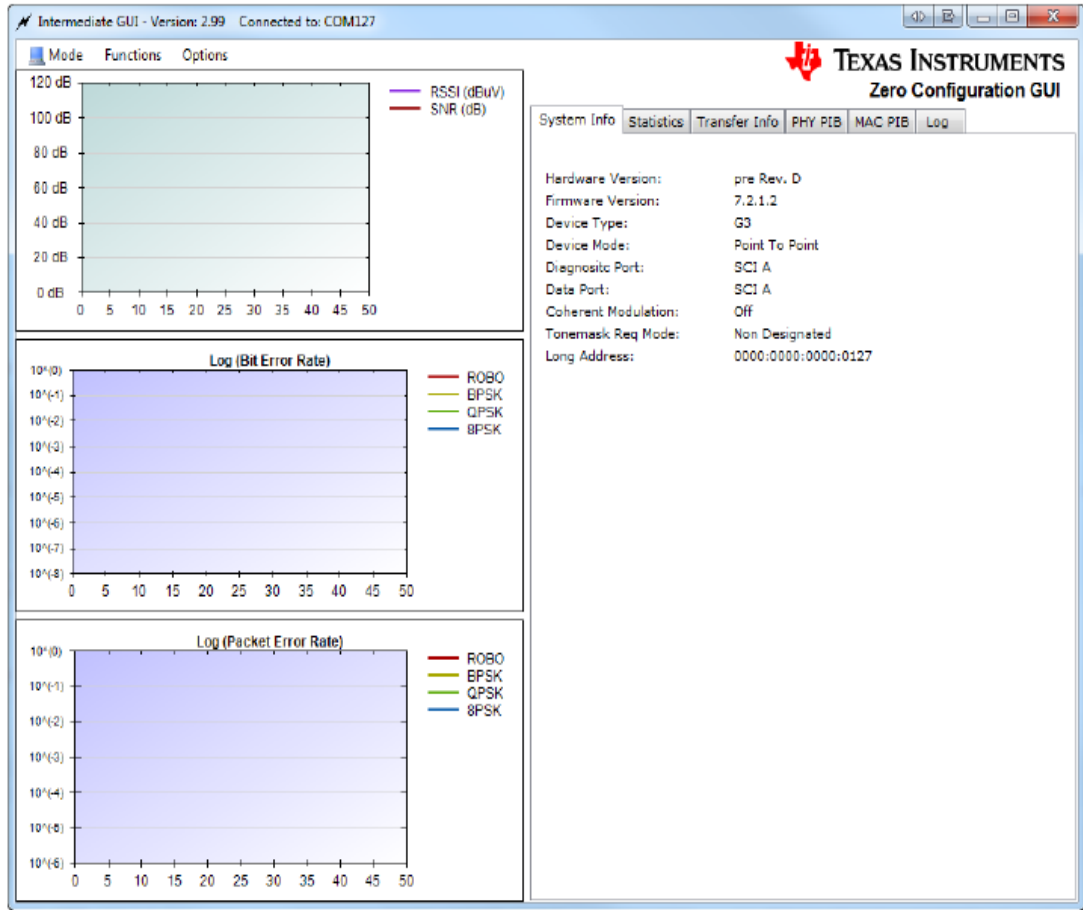 Intermediate GUI - Version: 2.99 Connected to: COM127
Mode Functions Options
TEXAS INSTRUMENTS
Zero Configuration GUI
120 dB
100 dB
80 dB
60 dB
40 dB
20 dB
0 dB
0 5 10 15 20 25 30 35 40 45 50
RSSI (dBuV)
SNR (dB)
Log (Bit Error Rate)
10^(0)
10^(-1)
10^(-2)
10^(-3)
10^(-4)
10^(-5)
10^(-6)
10^(-7)
10^(-8)
0 5 10 15 20 25 30 35 40 45 50
ROBO
BPSK
QPSK
8PSK
Log (Packet Error Rate)
10^(0)
10^(-1)
10^(-2)
10^(-3)
10^(-4)
10^(-5)
10^(-6)
0 5 10 15 20 25 30 35 40 45 50
ROBO
BPSK
QPSK
8PSK
System Info Statistics Transfer Info PHY PIB MAC PIB Log
Hardware Version: pre Rev. D
Firmware Version: 7.2.1.2
Device Type: G3
Device Mode: Point To Point
Diagnositc Port: SCI A
Data Port: SCI A
Coherent Modulation: Off
Tonemask Req Mode: Non Designated
Long Address: 0000:0000:0000:0127